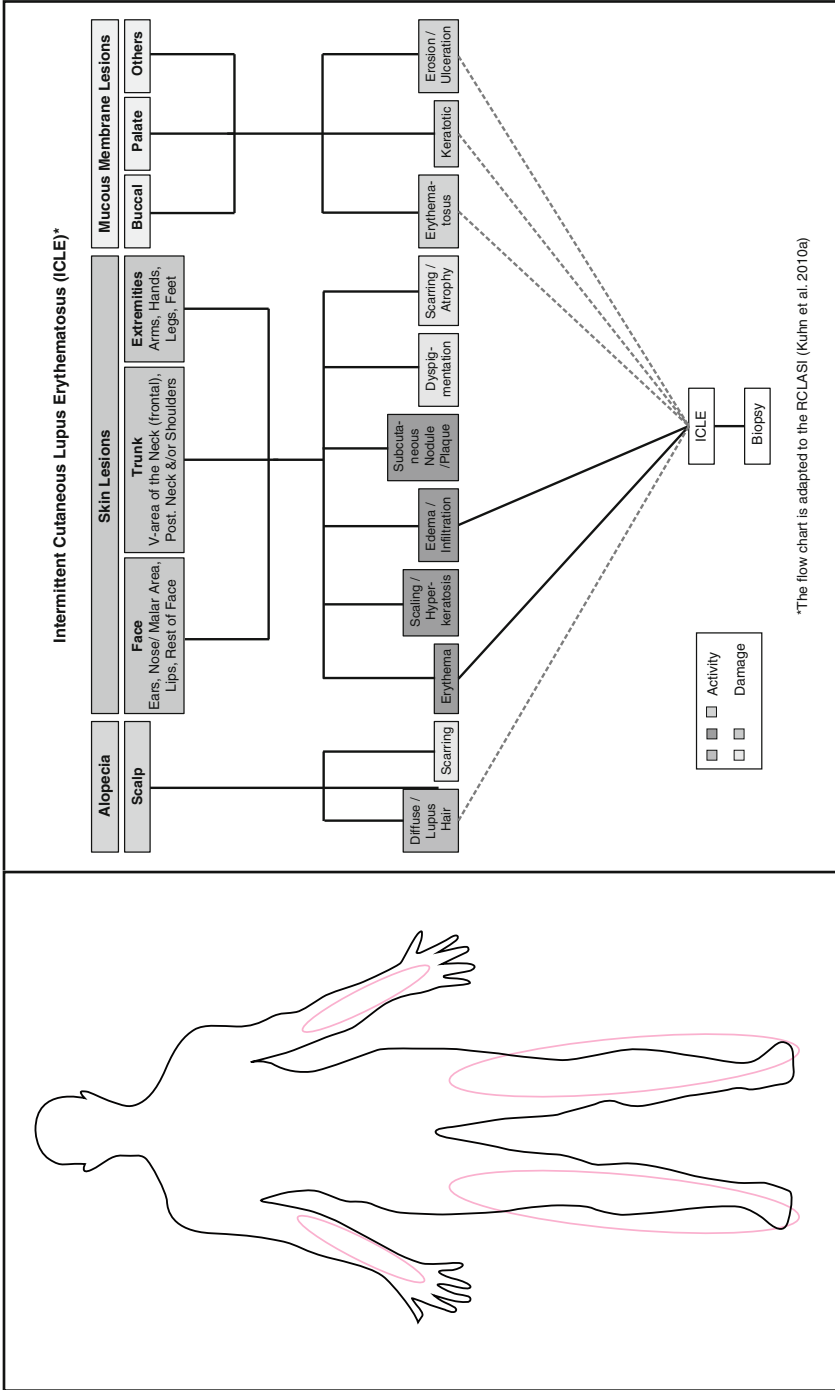 Intermittent Cutaneous Lupus Erythematosus (ICLE)*
Alopecia
Skin Lesions
Mucous Membrane Lesions
Scalp
Face
Ears, Nose/ Malar Area,
Lips, Rest of Face
Trunk
V-area of the Neck (frontal),
Post. Neck &/or Shoulders
Extremities
Arms, Hands,
Legs, Feet
Buccal
Palate
Others
Diffuse /
Lupus
Hair
Scarring
Erythema
Scaling /
Hyper-
keratosis
Edema /
Infiltration
Subcuta-
neous
Nodule
/Plaque
Dyspig-
mentation
Scarring /
Atrophy
Erythema-
tosus
Keratotic
Erosion /
Ulceration
ICLE
Biopsy
Activity
Damage
*The flow chart is adapted to the RCLASI (Kuhn et al. 2010a)